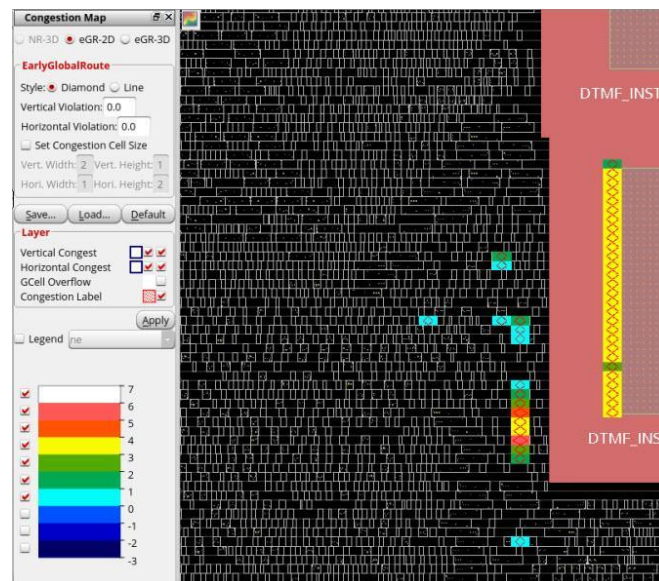 Congestion Map
NR-3D eGR-2D eGR-3D
EarlyGlobalRoute
Style: Diamond Line
Vertical Violation: 0.0
Horizontal Violation: 0.0
Set Congestion Cell Size
Vert. Width: 2 Vert. Height: 1
Hori. Width: 1 Hori. Height: 2
Save... Load... Default
Layer
Vertical Congest
Horizontal Congest
GCell Overflow
Congestion Label
Apply
Legend ne
7
6
5
4
3
2
1
0
-1
-2
-3
DTMF_INST
DTMF_INS